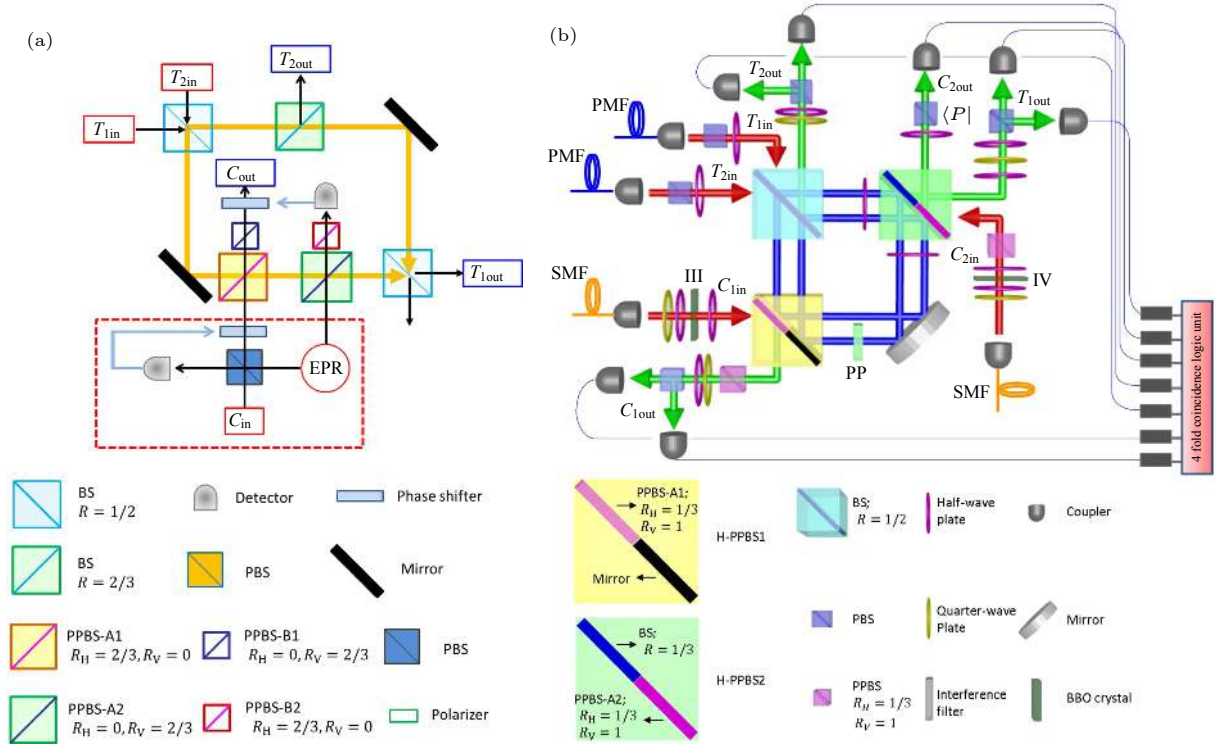 (a)
T2in
T2out
T1in
Cout
T1out
EPR
Cin
BS
R = 1/2
Detector
Phase shifter
BS
R = 2/3
PBS
Mirror
PPBS-A1
RH = 2/3, RV = 0
PPBS-B1
RH = 0, RV = 2/3
PBS
PPBS-A2
RH = 0, RV = 2/3
PPBS-B2
RH = 2/3, RV = 0
Polarizer
(b)
T2out
C2out
PMF
T1in
⟨P|
T1out
PMF
T2in
C2in
SMF
III
C1in
IV
PP
SMF
C1out
4 fold coincidence logic unit
PPBS-A1;
RH = 1/3
RV = 1
Mirror
H-PPBS1
BS;
R = 1/2
Half-wave
plate
Coupler
BS;
R = 1/3
PPBS-A2;
RH = 1/3
RV = 1
H-PPBS2
PBS
Quarter-wave
Plate
Mirror
PPBS
RH = 1/3
RV = 1
Interference
filter
BBO crystal